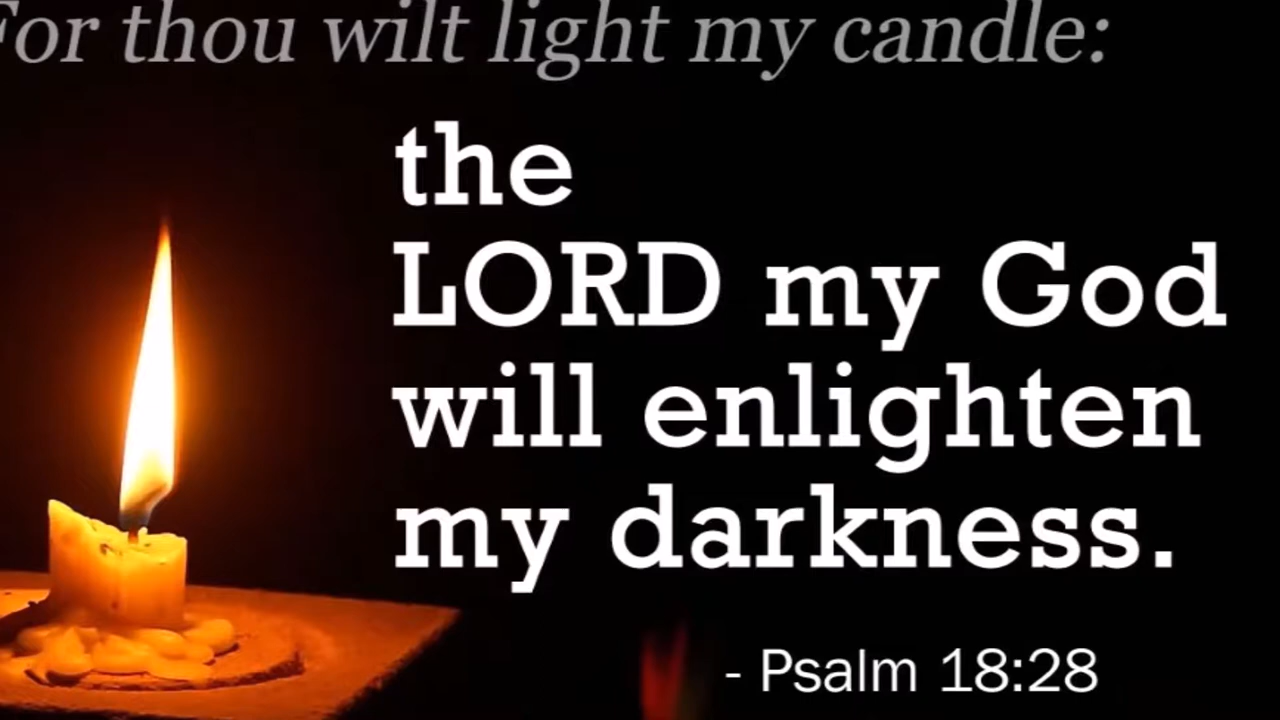 For thou wilt light my candle:
the
LORD my God
will enlighten
my darkness.
- Psalm 18:28